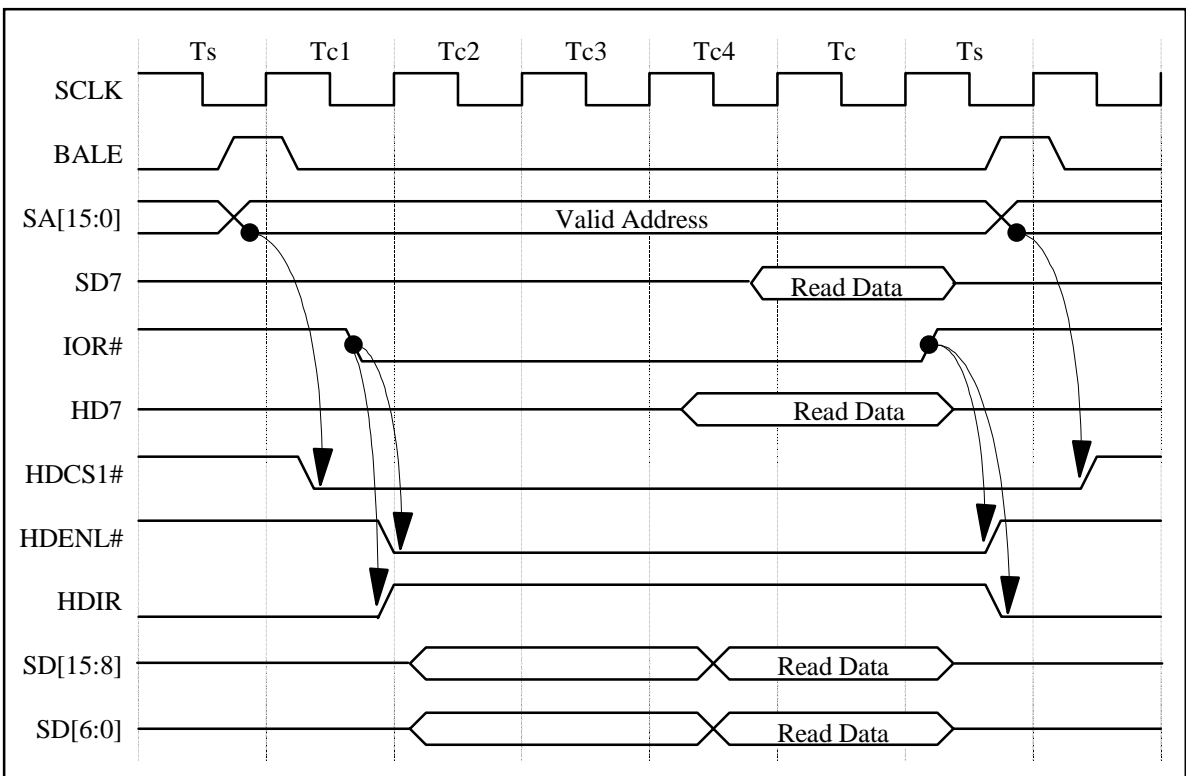 Ts Tc1 Tc2 Tc3 Tc4 Tc Ts
SCLK
BALE
SA[15:0] Valid Address
SD7 Read Data
IOR#
HD7 Read Data
HDCS1#
HDENL#
HDIR
SD[15:8] Read Data
SD[6:0] Read Data